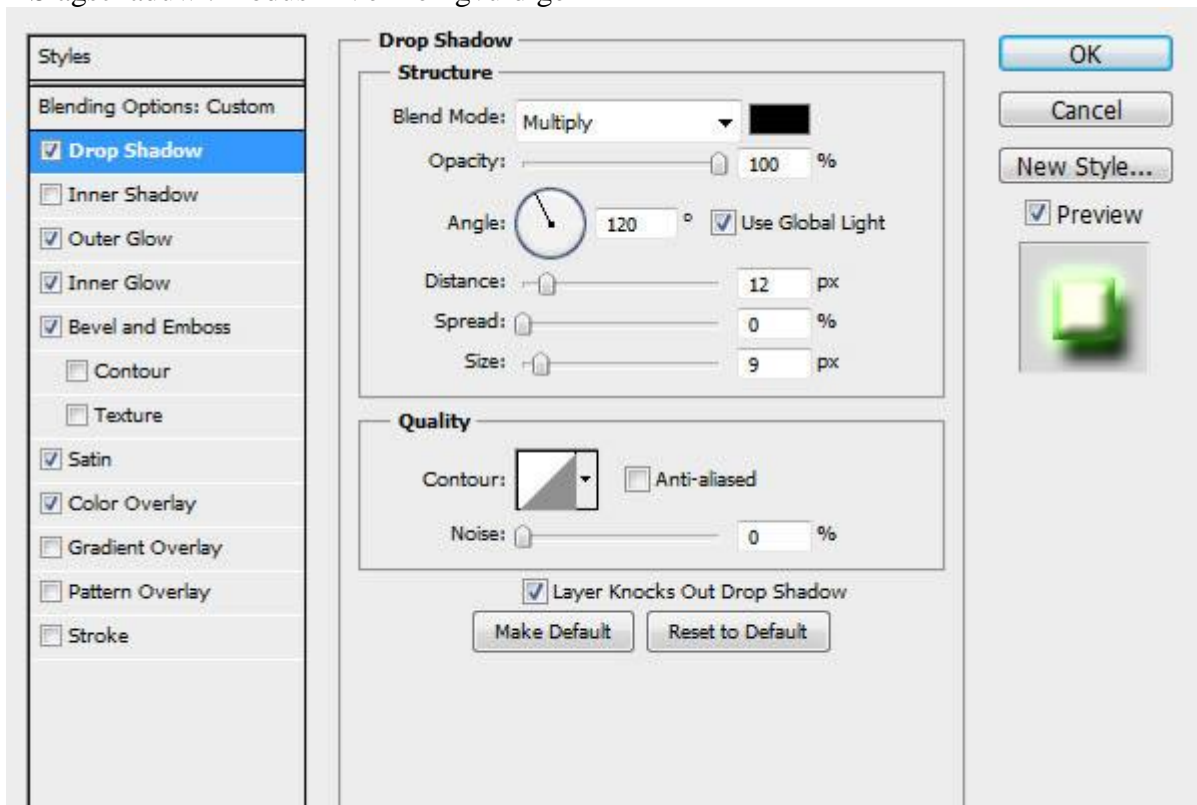 Styles
Blending Options: Custom
Drop Shadow
Inner Shadow
Outer Glow
Inner Glow
Bevel and Emboss
Contour
Texture
Satin
Color Overlay
Gradient Overlay
Pattern Overlay
Stroke
Drop Shadow
Structure
Blend Mode: Multiply
Opacity: 100 %
Angle: 120 ° Use Global Light
Distance: 12 px
Spread: 0 %
Size: 9 px
Quality
Contour: Anti-aliased
Noise: 0 %
Layer Knocks Out Drop Shadow
Make Default Reset to Default
OK
Cancel
New Style...
Preview